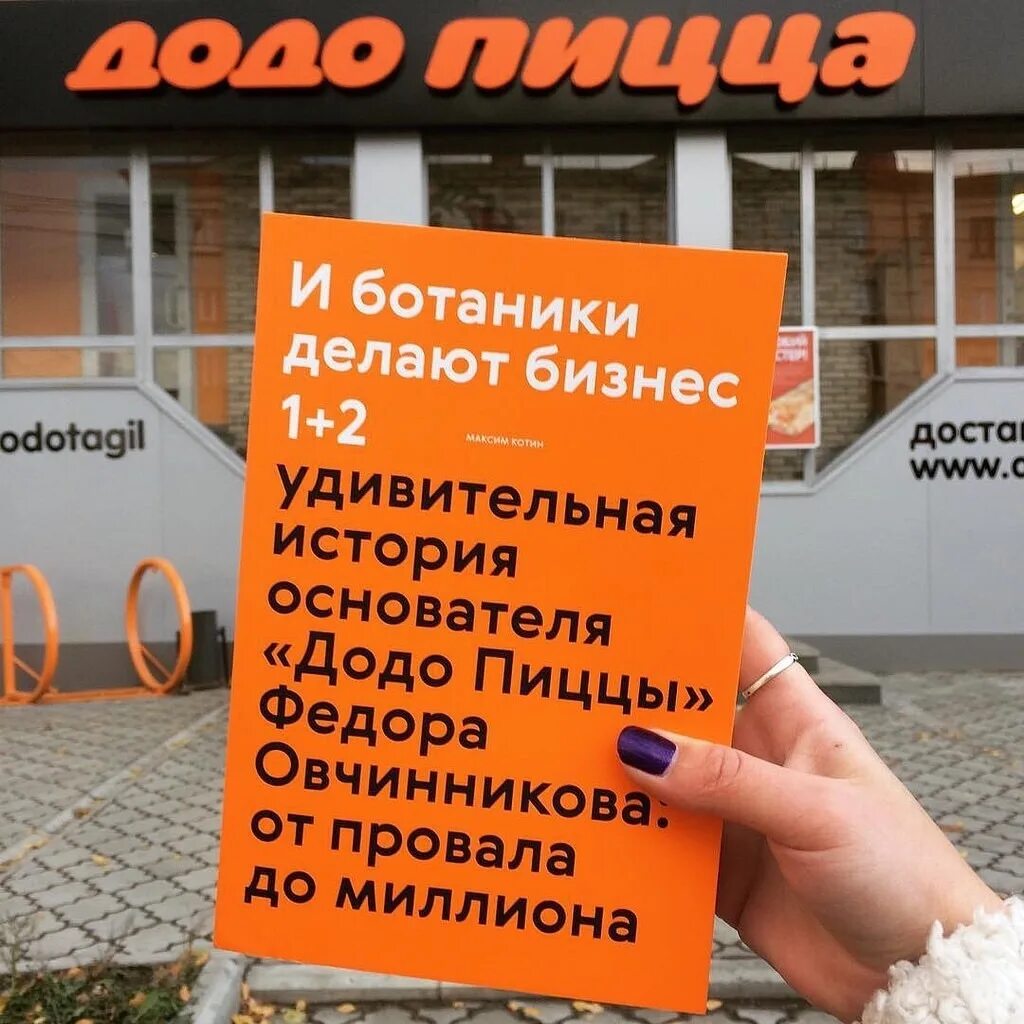 додо пицца
И ботаники
делают бизнес
1+2
МАКСИМ КОТИН
удивительная
история
основателя
«Додо Пиццы»
Федора
Овчинникова:
от провала
до миллиона
odotagil
www.